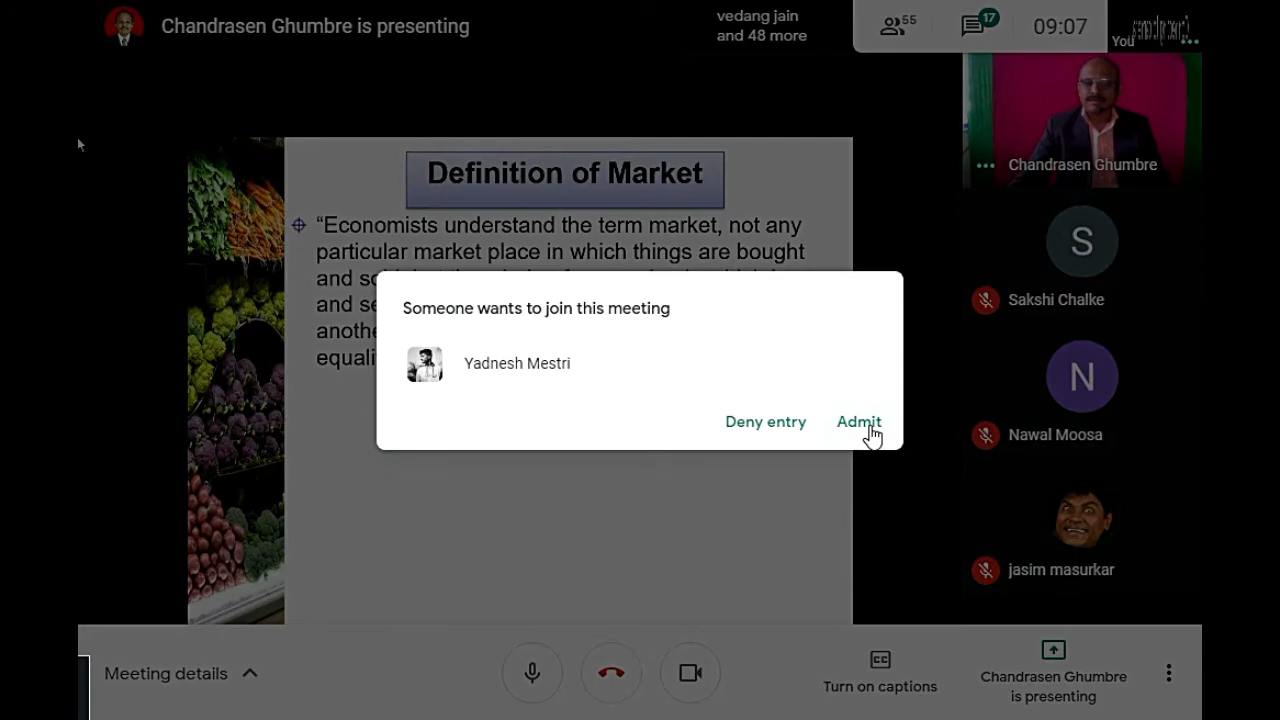 Chandrasen Ghumbre is presenting
vedang jain
and 48 more
55
17
09:07
You
Chandrasen Ghumbre
Definition of Market
“Economists understand the term market, not any
particular market place in which things are bought
and
and
equali
Someone wants to join this meeting
Yadnesh Mestri
Deny entry Admit
S
Sakshi Chalke
N
Nawal Moosa
jasim masurkar
Meeting details
Turn on captions
Chandrasen Ghumbre
is presenting